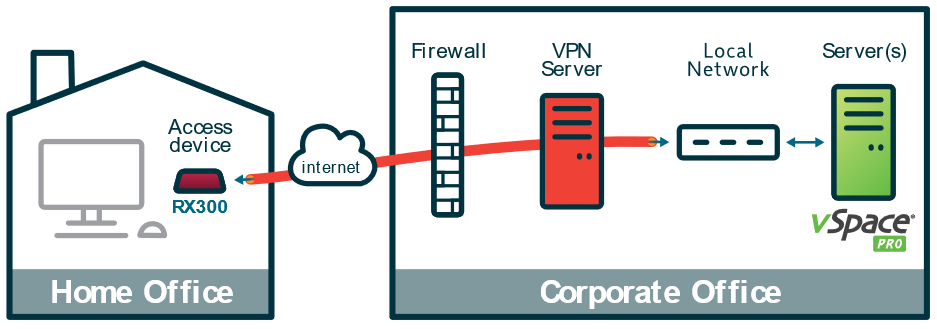 Access
device
RX300
Home Office
internet
Firewall
VPN
Server
Local
Network
Server(s)
vSpace®
PRO
Corporate Office